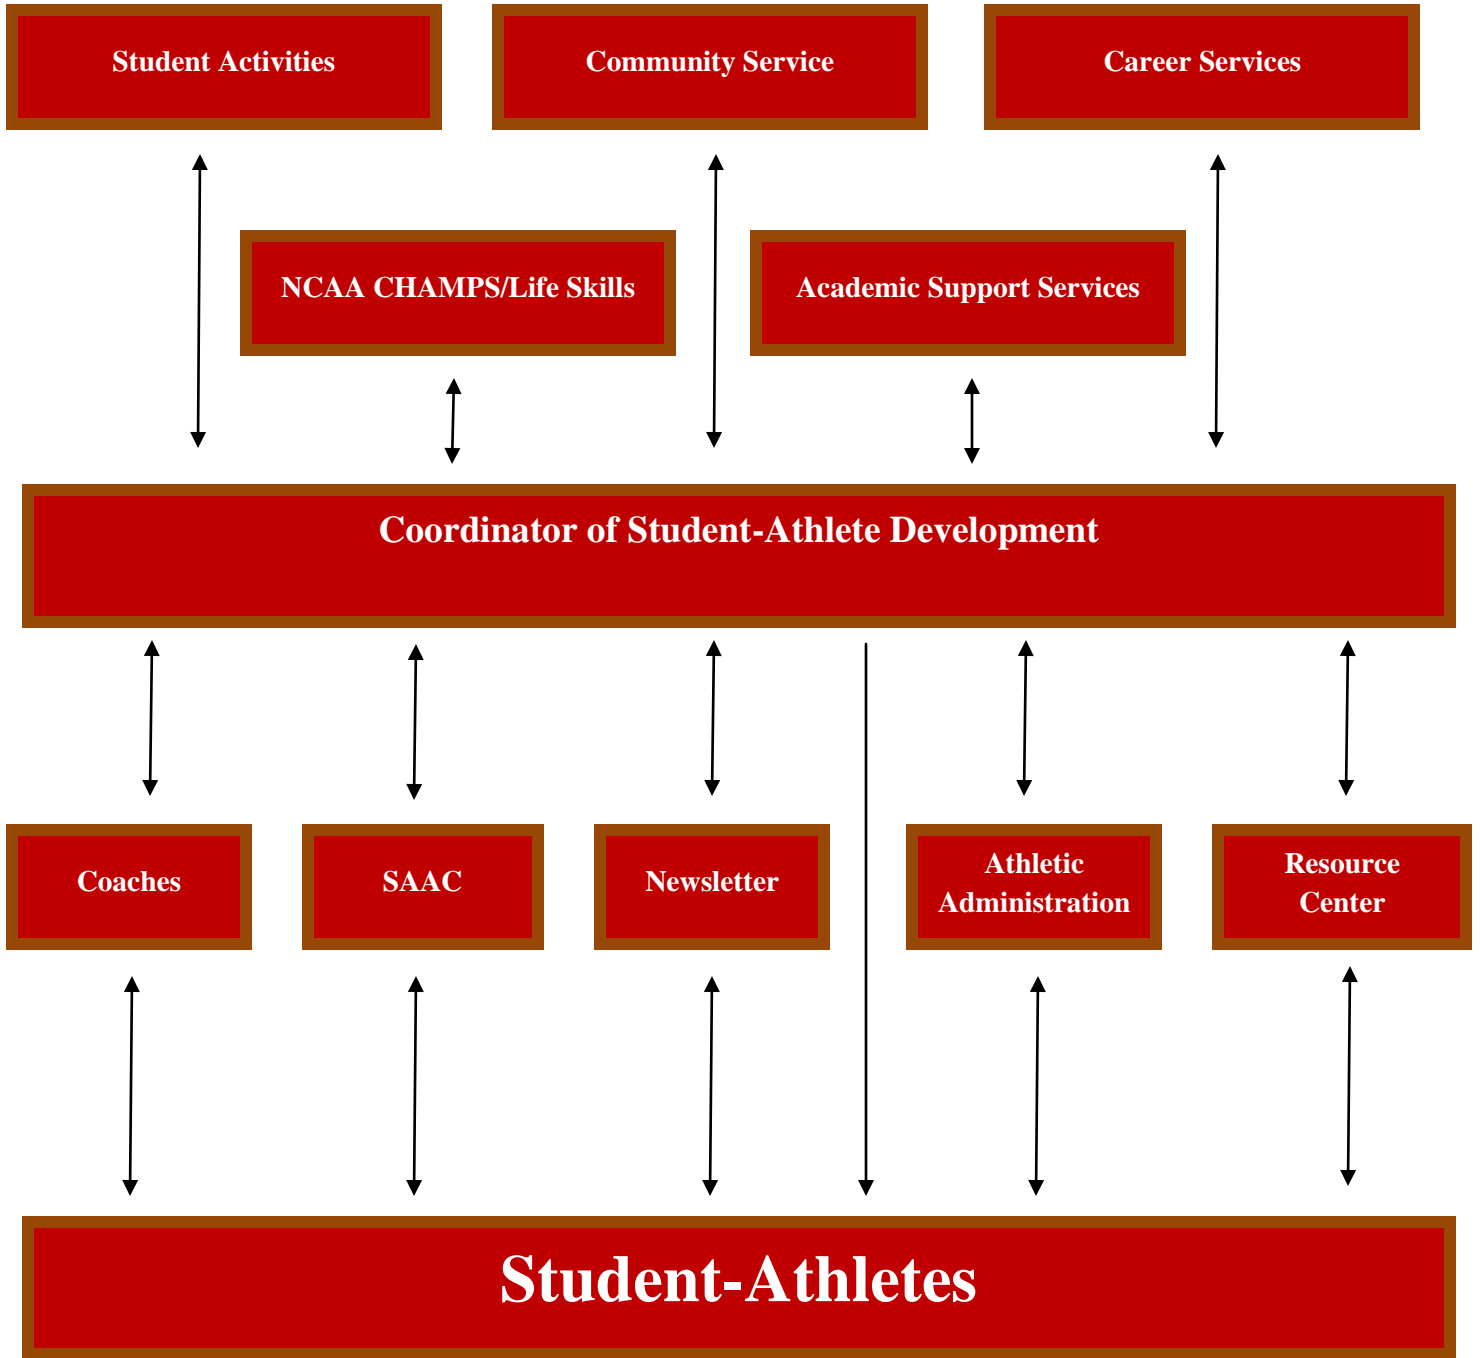 Student Activities
Community Service
Career Services
NCAA CHAMPS/Life Skills
Academic Support Services
Coordinator of Student-Athlete Development
Coaches
SAAC
Newsletter
Athletic
Administration
Resource
Center
Student-Athletes